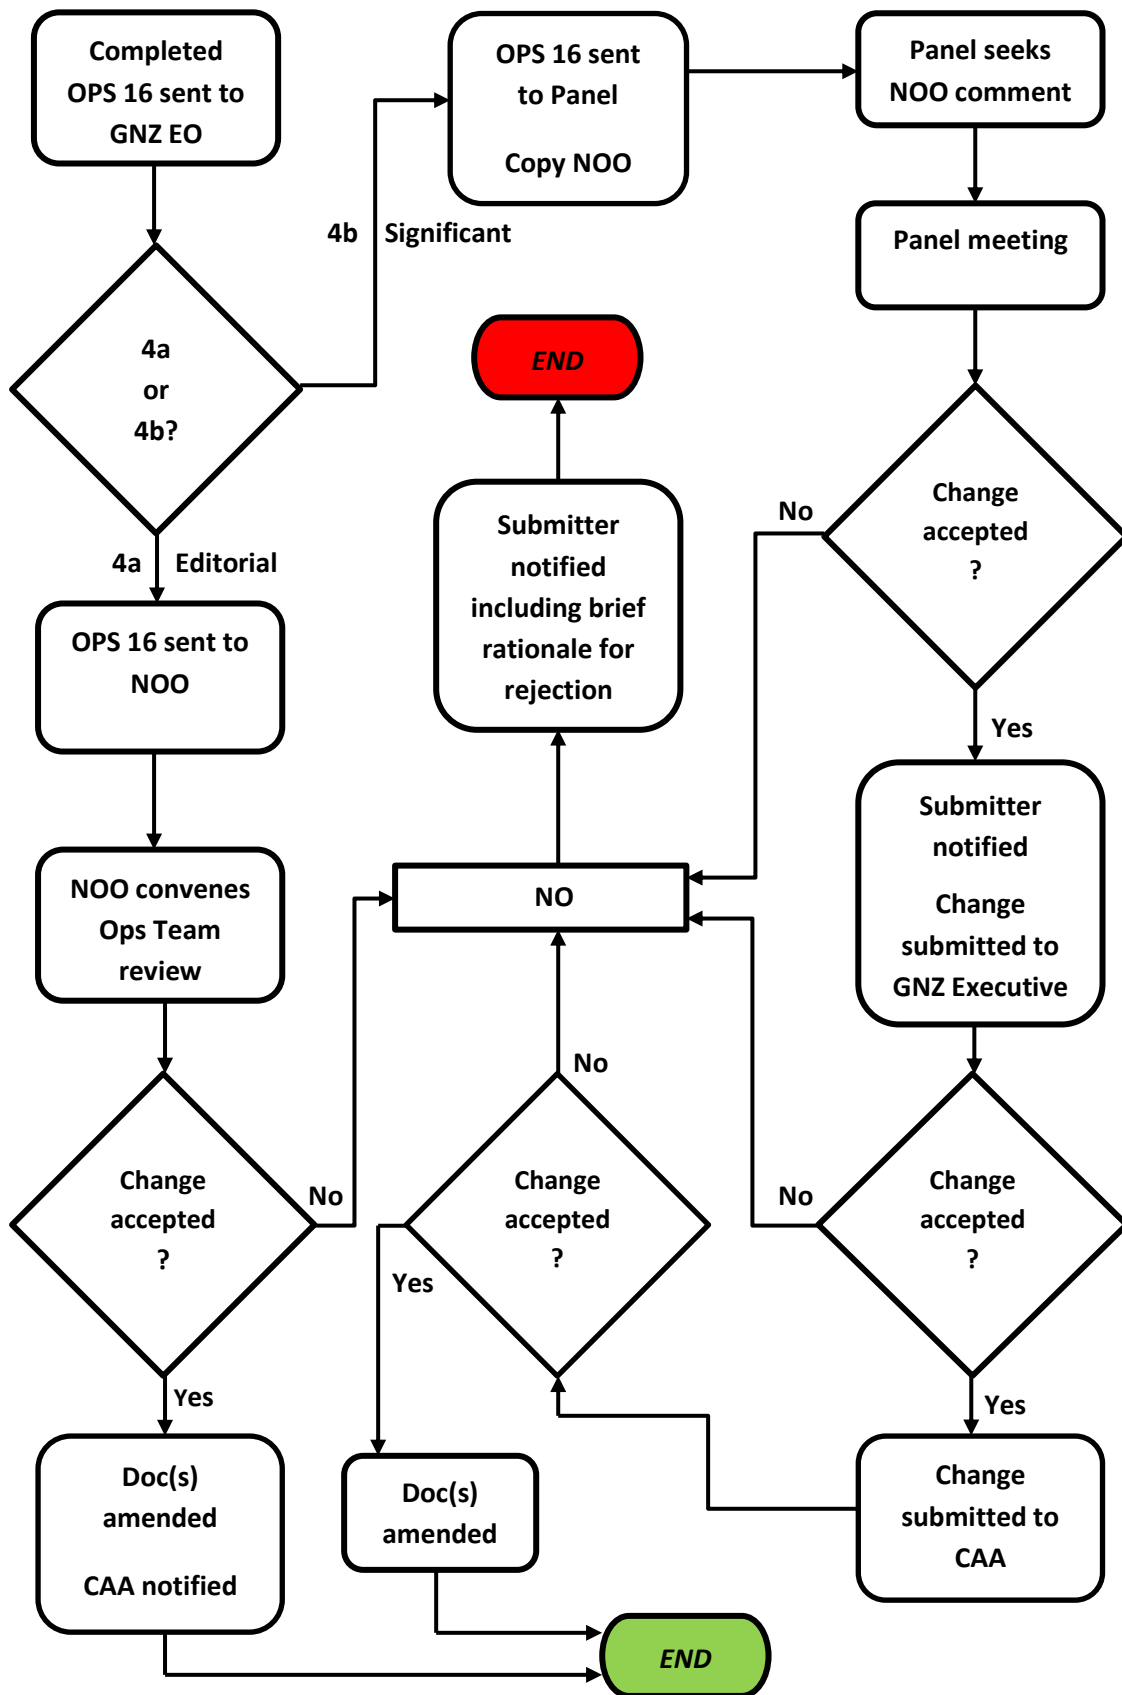 Completed
OPS 16 sent to
GNZ EO
OPS 16 sent
to Panel
Copy NOO
Panel seeks
NOO comment
4b Significant
Panel meeting
4a
or
4b?
END
Change
accepted
?
No
Submitter
notified
including brief
rationale for
rejection
4a Editorial
OPS 16 sent to
NOO
Yes
Submitter
notified
Change
submitted to
GNZ Executive
NOO convenes
Ops Team
review
NO
No
Change
accepted
?
No
Change
accepted
?
Yes
No
Change
accepted
?
Yes
Yes
Doc(s)
amended
CAA notified
Doc(s)
amended
Change
submitted to
CAA
END